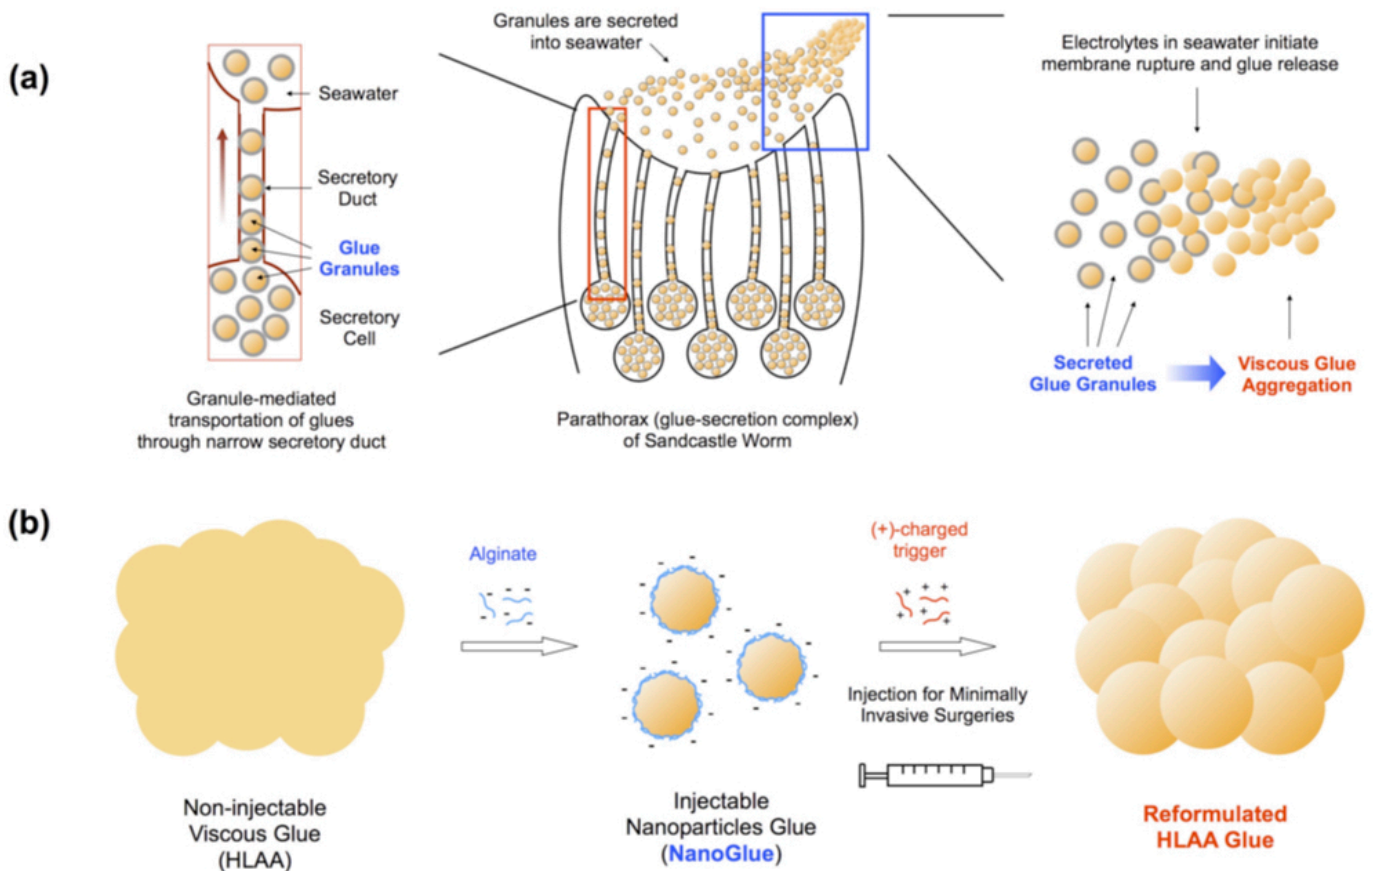 (a)
Seawater
Secretory
Duct
Glue
Granules
Secretory
Cell
Granule-mediated
transportation of glues
through narrow secretory duct
Granules are secreted
into seawater
Parathorax (glue-secretion complex)
of Sandcastle Worm
Electrolytes in seawater initiate
membrane rupture and glue release
Secreted
Glue Granules
Viscous Glue
Aggregation
(b)
Non-injectable
Viscous Glue
(HLAA)
Alginate
Injectable
Nanoparticles Glue
(NanoGlue)
(+)-charged
trigger
Injection for Minimally
Invasive Surgeries
Reformulated
HLAA Glue